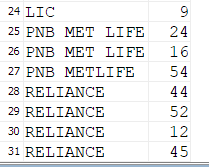 24 LIC 9
25 PNB MET LIFE 24
26 PNB MET LIFE 16
27 PNB METLIFE 54
28 RELIANCE 44
29 RELIANCE 52
30 RELIANCE 12
31 RELIANCE 45